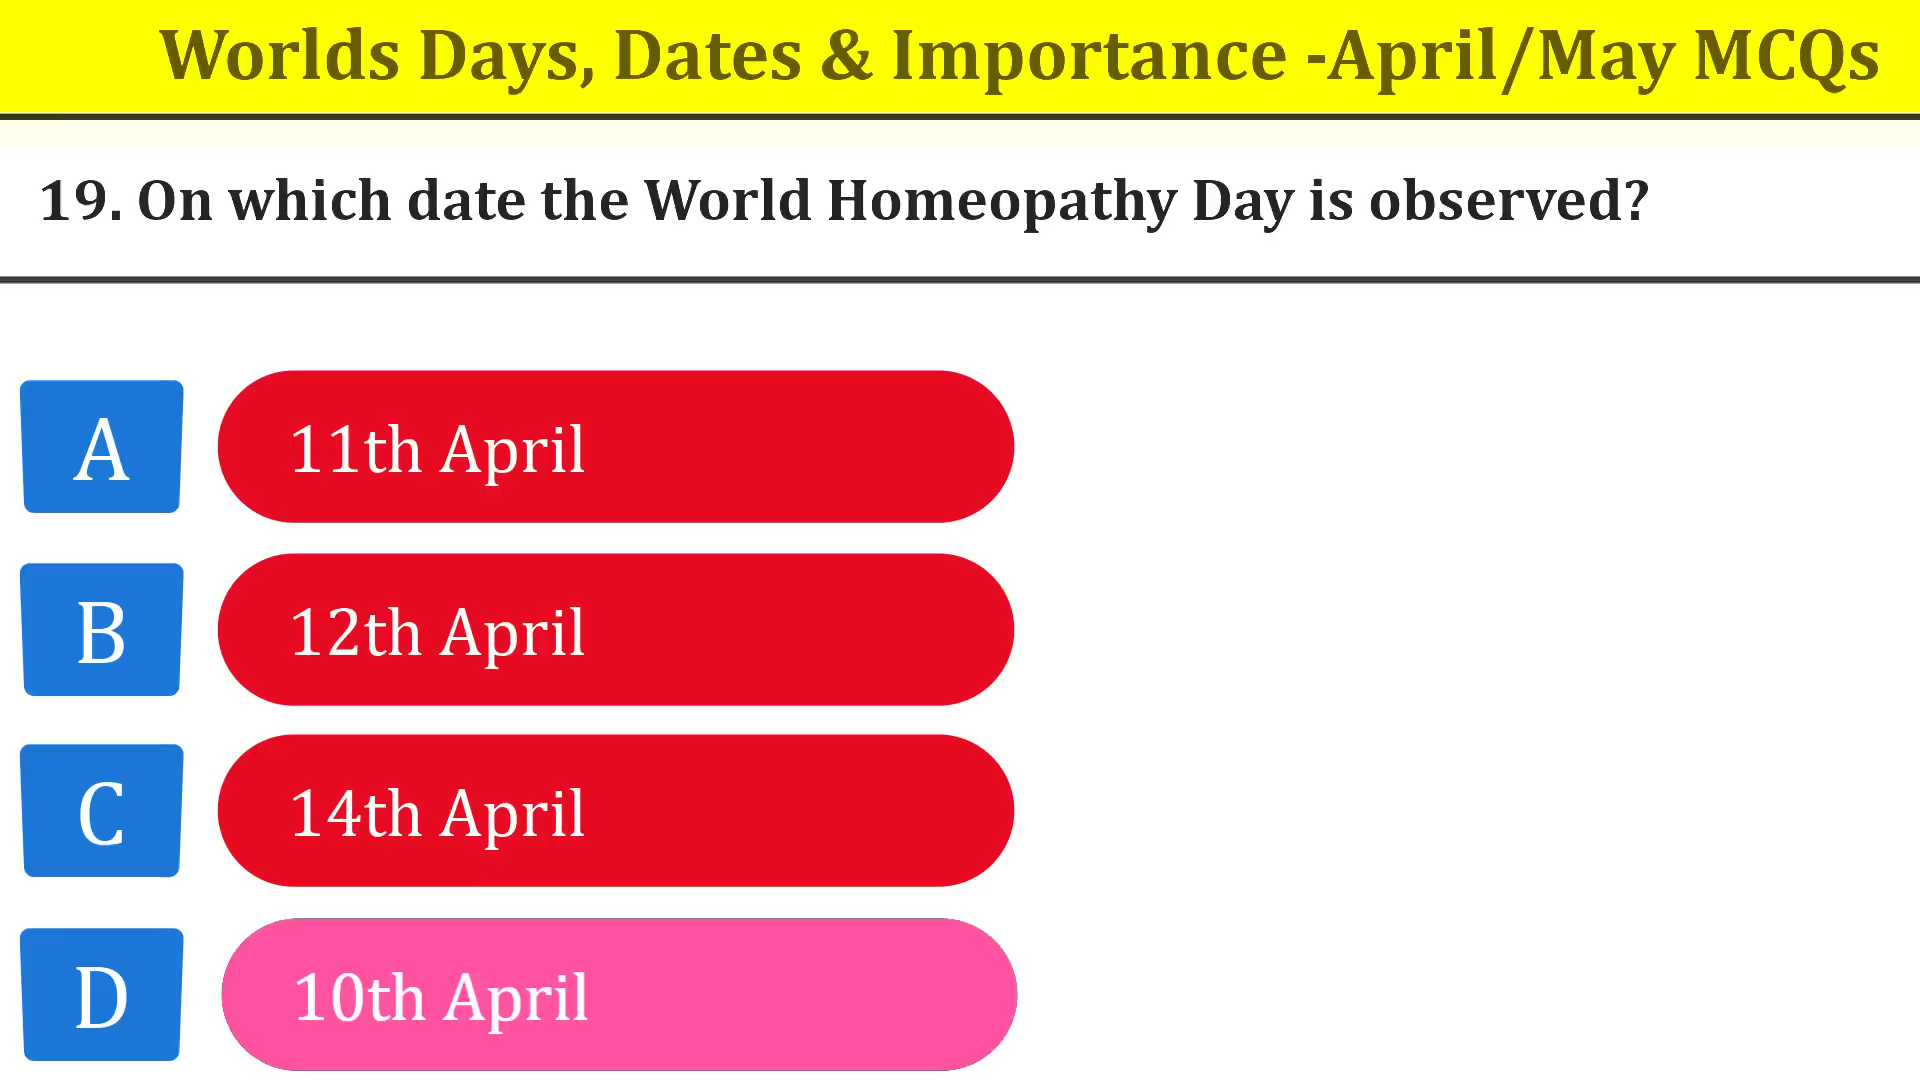 Worlds Days, Dates & Importance -April/May MCQs
19. On which date the World Homeopathy Day is observed?
A 11th April
B 12th April
C 14th April
D 10th April